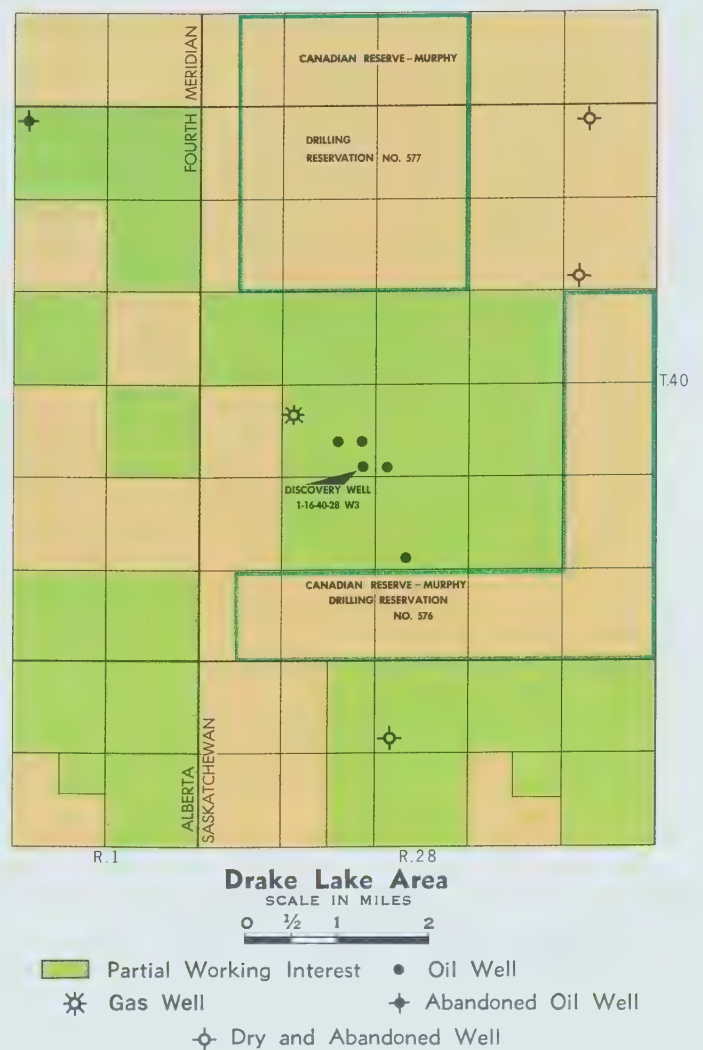 CANADIAN RESERVE – MURPHY
FOURTH MERIDIAN
DRILLING
RESERVATION NO. 577
T.40
DISCOVERY WELL
1-16-40-28 W3
CANADIAN RESERVE – MURPHY
DRILLING RESERVATION
NO. 576
ALBERTA
SASKATCHEWAN
R.1
R.28
Drake Lake Area
SCALE IN MILES
0 ½ 1 2
Partial Working Interest
Oil Well
Gas Well
Abandoned Oil Well
Dry and Abandoned Well